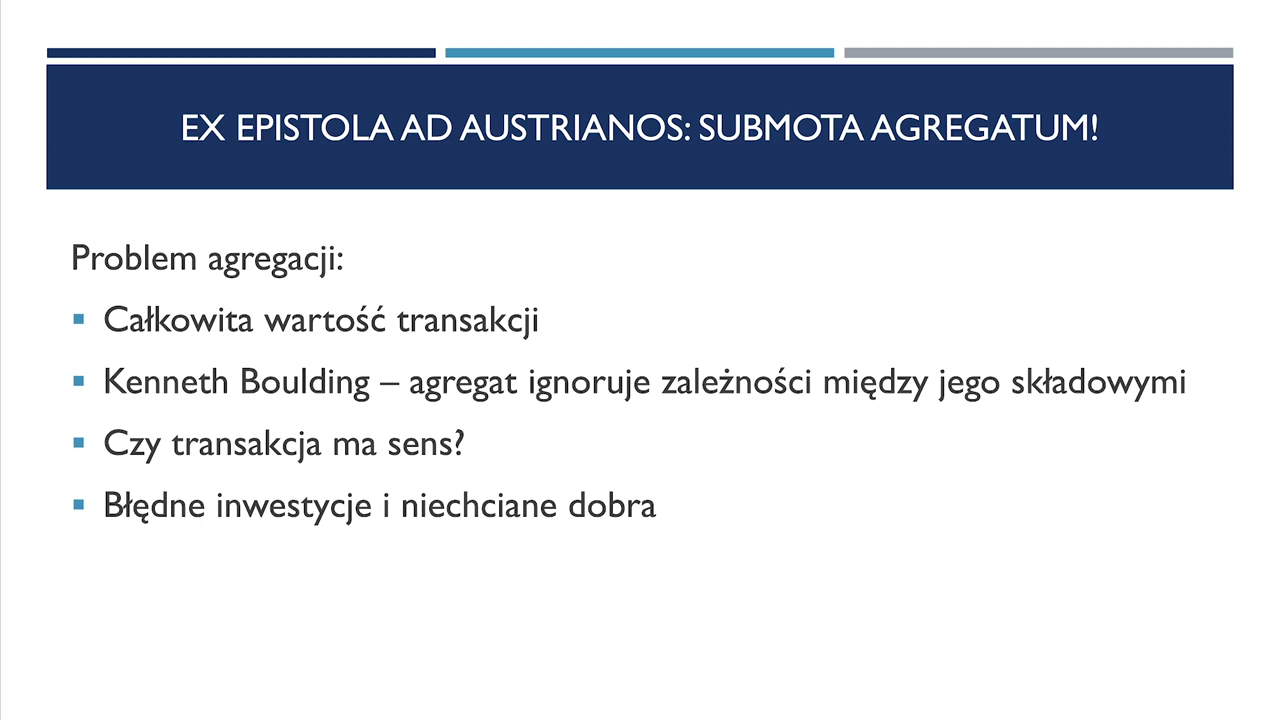 EX EPISTOLA AD AUSTRIANOS: SUBMOTA AGREGATUM!
Problem agregacji:
▪ Całkowita wartość transakcji
▪ Kenneth Boulding – agregat ignoruje zależności między jego składowymi
▪ Czy transakcja ma sens?
▪ Błędne inwestycje i niechciane dobra